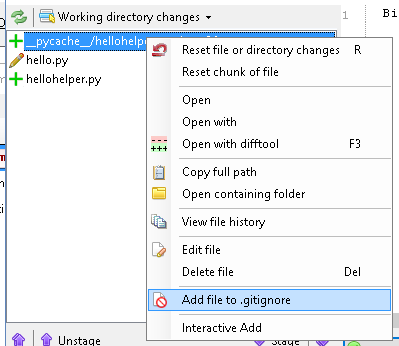 Working directory changes
1 Bi
__pycache__/hellohelper
hello.py
hellohelper.py
Reset file or directory changes R
Reset chunk of file
Open
Open with
Open with difftool F3
Copy full path
Open containing folder
View file history
Edit file
Delete file Del
Add file to .gitignore
Interactive Add
Unstage
Stage